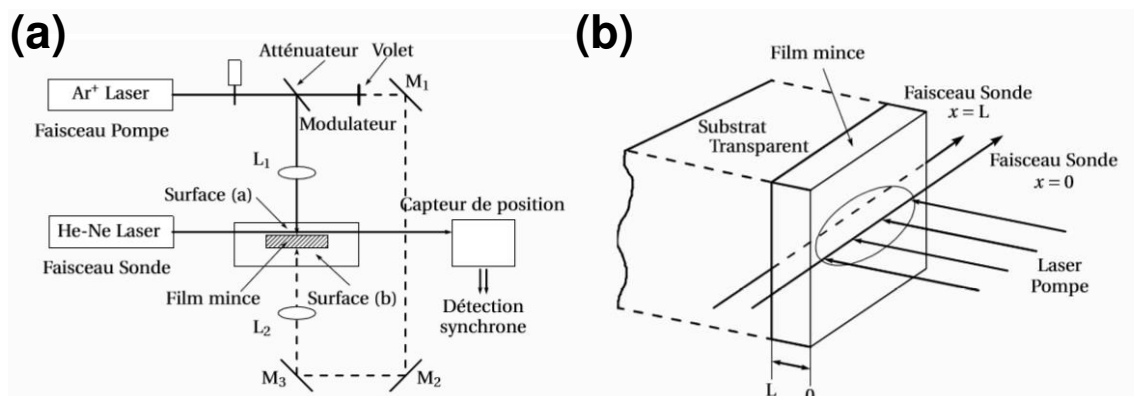 (a)
Atténuateur
Volet
M1
Ar+ Laser
Faisceau Pompe
Modulateur
L1
Surface (a)
Capteur de position
He-Ne Laser
Faisceau Sonde
Film mince
Surface (b)
Détection
synchrone
L2
M3
M2
(b)
Film mince
Faisceau Sonde
x = L
Substrat
Transparent
Faisceau Sonde
x = 0
Laser
Pompe
L
0